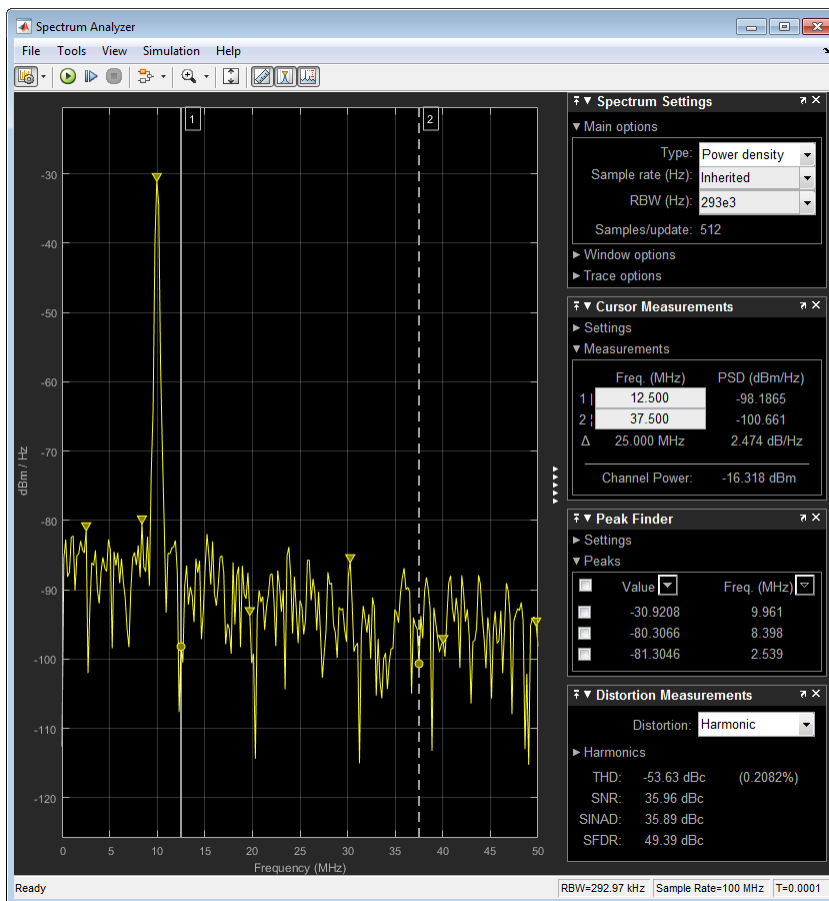 Spectrum Analyzer
File Tools View Simulation Help
1
2
-30
-40
-50
-60
-70
-80
-90
-100
-110
-120
dBm / Hz
0 5 10 15 20 25 30 35 40 45 50
Frequency (MHz)
Spectrum Settings
Main options
Type: Power density
Sample rate (Hz): Inherited
RBW (Hz): 293e3
Samples/update: 512
Window options
Trace options
Cursor Measurements
Settings
Measurements
Freq. (MHz) PSD (dBm/Hz)
1 | 12.500 -98.1865
2 ¦ 37.500 -100.661
Δ 25.000 MHz 2.474 dB/Hz
Channel Power: -16.318 dBm
Peak Finder
Settings
Peaks
Value Freq. (MHz)
-30.9208 9.961
-80.3066 8.398
-81.3046 2.539
Distortion Measurements
Distortion: Harmonic
Harmonics
THD: -53.63 dBc (0.2082%)
SNR: 35.96 dBc
SINAD: 35.89 dBc
SFDR: 49.39 dBc
Ready RBW=292.97 kHz Sample Rate=100 MHz T=0.0001